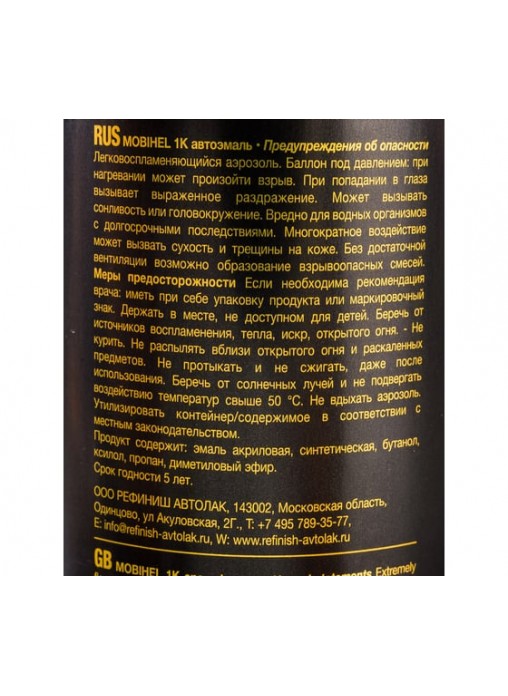 RUS MOBIHEL 1К автоэмаль • Предупреждения об опасности
Легковоспламеняющийся аэрозоль. Баллон под давлением: при
нагревании может произойти взрыв. При попадании в глаза
вызывает выраженное раздражение. Может вызывать
сонливость или головокружение. Вредно для водных организмов
с долгосрочными последствиями. Многократное воздействие
может вызвать сухость и трещины на коже. Без достаточной
вентиляции возможно образование взрывоопасных смесей.
Меры предосторожности Если необходима рекомендация
врача: иметь при себе упаковку продукта или маркировочный
знак. Держать в месте, не доступном для детей. Беречь от
источников воспламенения, тепла, искр, открытого огня. - Не
курить. Не распылять вблизи открытого огня и раскаленных
предметов. Не протыкать и не сжигать, даже после
использования. Беречь от солнечных лучей и не подвергать
воздействию температур свыше 50 °С. Не вдыхать аэрозоль.
Утилизировать контейнер/содержимое в соответствии с
местным законодательством.
Продукт содержит: эмаль акриловая, синтетическая, бутанол,
ксилол, пропан, диметиловый эфир.
Срок годности 5 лет.
ООО РЕФИНИШ АВТОЛАК, 143002, Московская область,
Одинцово, ул Акуловская, 2Г., Т: +7 495 789-35-77,
E: info@refinish-avtolak.ru, W: www.refinish-avtolak.ru
GB MOBIHEL 1K Extremely